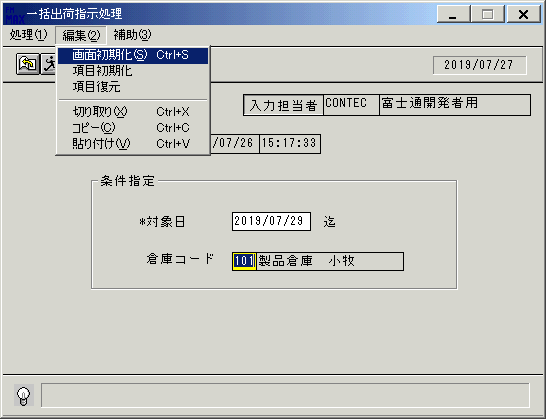 一括出荷指示処理
処理(1) 編集(2) 補助(3)
画面初期化(S) Ctrl+S
項目初期化
項目復元
切り取り(X) Ctrl+X
コピー(C) Ctrl+C
貼り付け(V) Ctrl+V
2019/07/27
入力担当者 CONTEC 富士通開発者用
/07/26 15:17:33
条件指定
*対象日 2019/07/29 迄
倉庫コード 101 製品倉庫 小牧